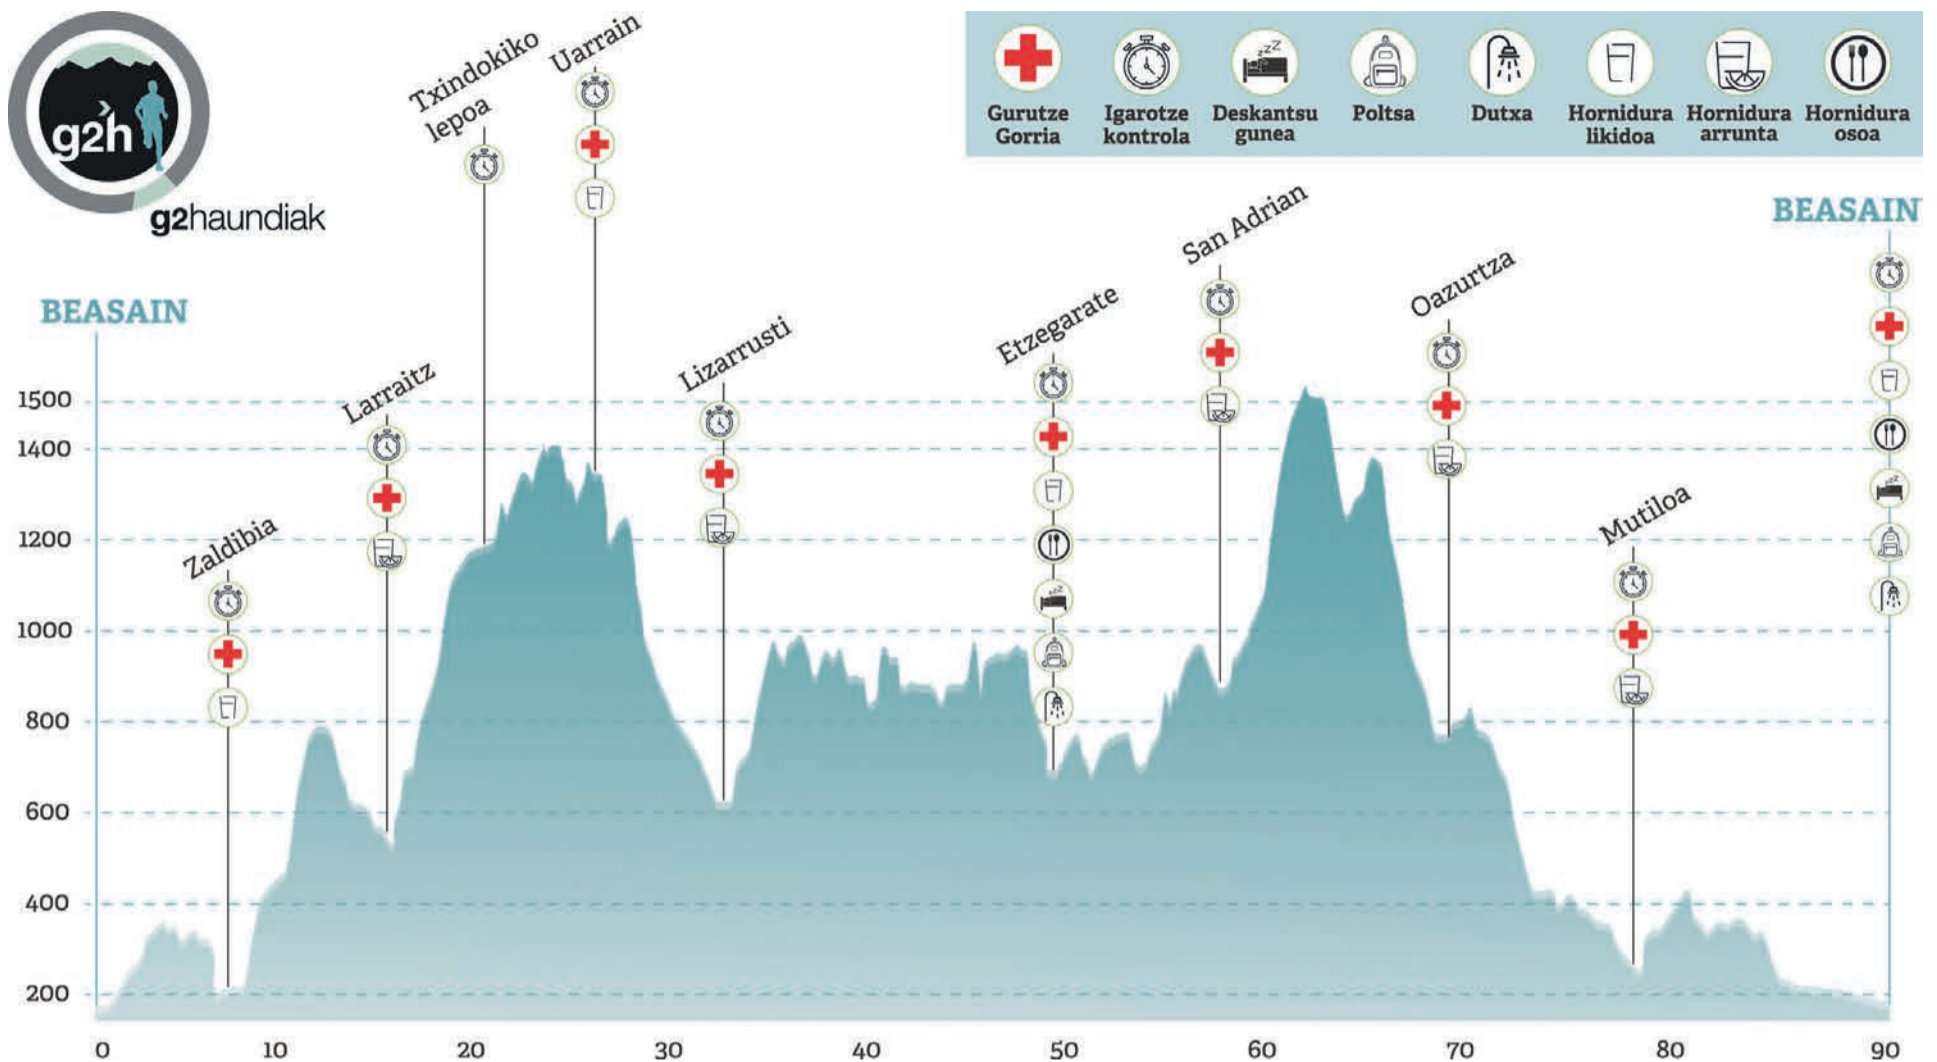 g2h
g2haundiak
Gurutze
Gorria
Igarotze
kontrola
Deskantsu
gunea
Poltsa
Dutxa
Hornidura
likidoa
Hornidura
arrunta
Hornidura
osoa
BEASAIN
Zaldibia
Larraitz
Txindokiko
lepoa
Uarrain
Lizarrusti
Etzegarate
San Adrian
Oazurtza
Mutiloa
BEASAIN
1500
1400
1200
1000
800
600
400
200
0 10 20 30 40 50 60 70 80 90